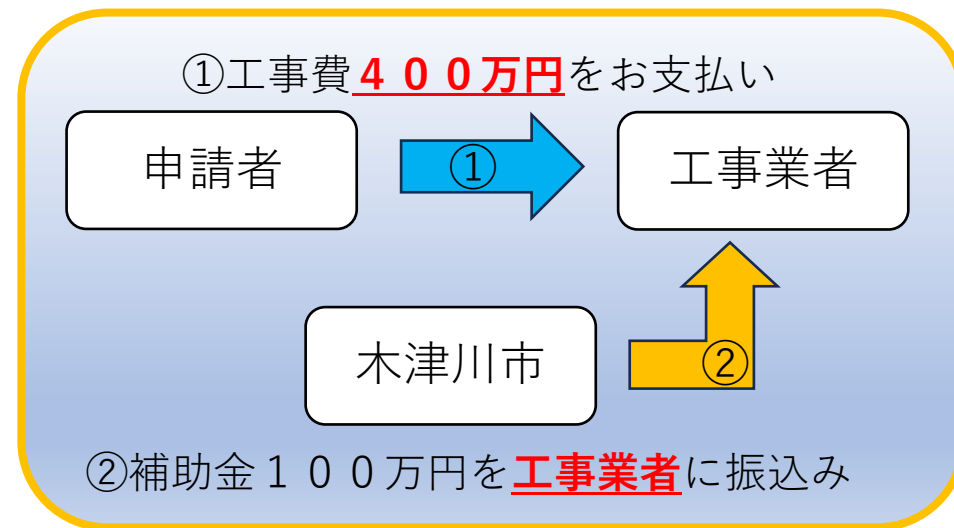 ①工事費４００万円をお支払い
申請者
①
工事業者
木津川市
②
②補助金１００万円を工事業者に振込み